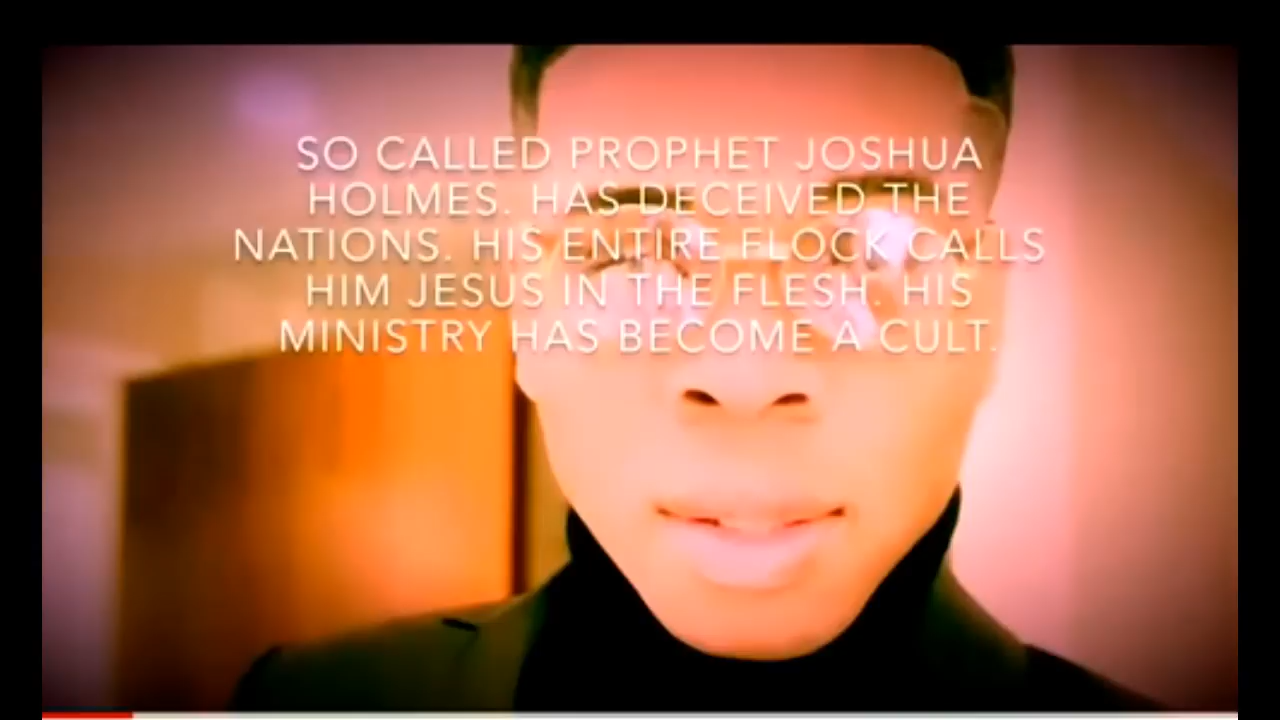 SO CALLED PROPHET JOSHUA
HOLMES. HAS DECEIVED THE
NATIONS. HIS ENTIRE FLOCK CALLS
HIM JESUS IN THE FLESH. HIS
MINISTRY HAS BECOME A CULT.